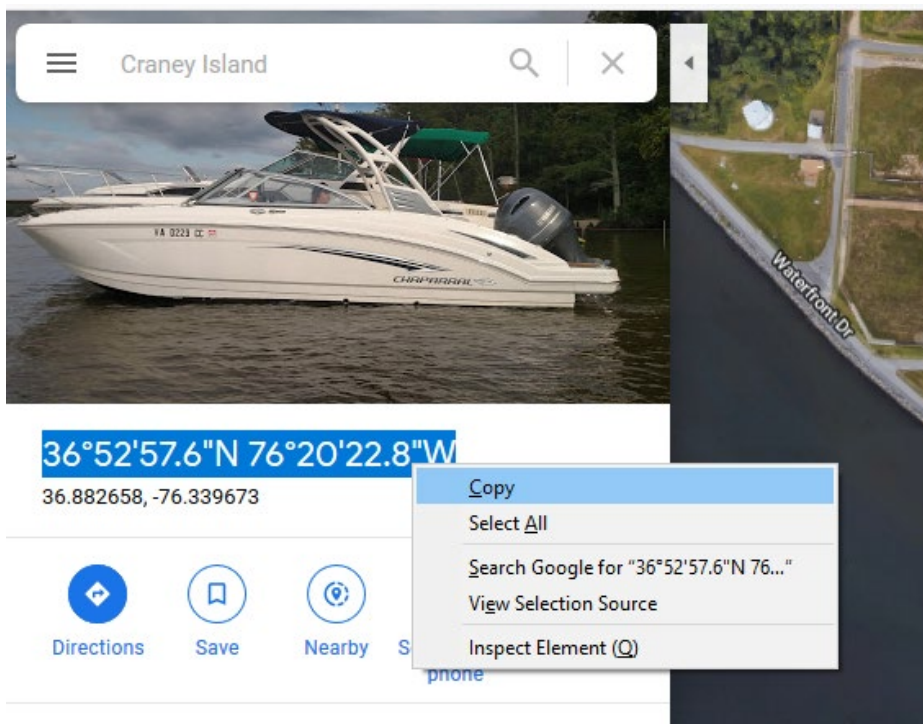 Craney Island
VA 0223 CC
CHAPARRAL
Waterfront Dr
36°52'57.6"N 76°20'22.8"W
36.882658, -76.339673
Copy
Select All
Search Google for “36°52'57.6"N 76...”
View Selection Source
Inspect Element (Q)
Directions
Save
Nearby
S
phone